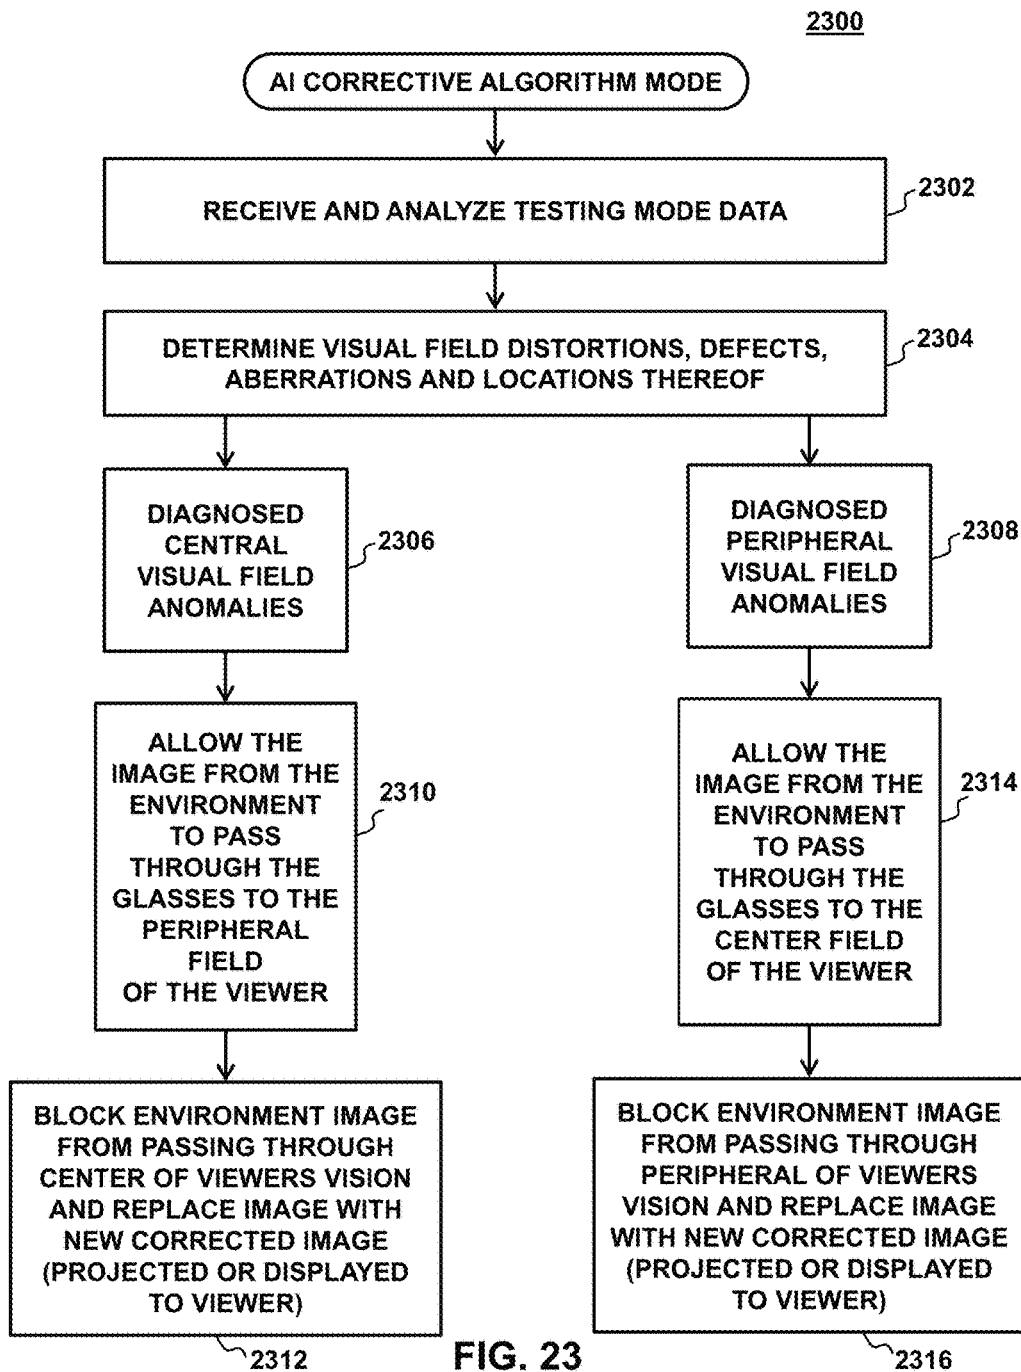 2300
AI CORRECTIVE ALGORITHM MODE
RECEIVE AND ANALYZE TESTING MODE DATA
2302
DETERMINE VISUAL FIELD DISTORTIONS, DEFECTS,
ABERRATIONS AND LOCATIONS THEREOF
2304
DIAGNOSED
CENTRAL
VISUAL FIELD
ANOMALIES
2306
DIAGNOSED
PERIPHERAL
VISUAL FIELD
ANOMALIES
2308
ALLOW THE
IMAGE FROM THE
ENVIRONMENT
TO PASS
THROUGH THE
GLASSES TO THE
PERIPHERAL
FIELD
OF THE VIEWER
2310
ALLOW THE
IMAGE FROM THE
ENVIRONMENT
TO PASS
THROUGH THE
GLASSES TO THE
CENTER FIELD
OF THE VIEWER
2314
BLOCK ENVIRONMENT IMAGE
FROM PASSING THROUGH
CENTER OF VIEWERS VISION
AND REPLACE IMAGE WITH
NEW CORRECTED IMAGE
(PROJECTED OR DISPLAYED
TO VIEWER)
2312
BLOCK ENVIRONMENT IMAGE
FROM PASSING THROUGH
PERIPHERAL OF VIEWERS
VISION AND REPLACE IMAGE
WITH NEW CORRECTED IMAGE
(PROJECTED OR DISPLAYED
TO VIEWER)
2316
FIG. 23